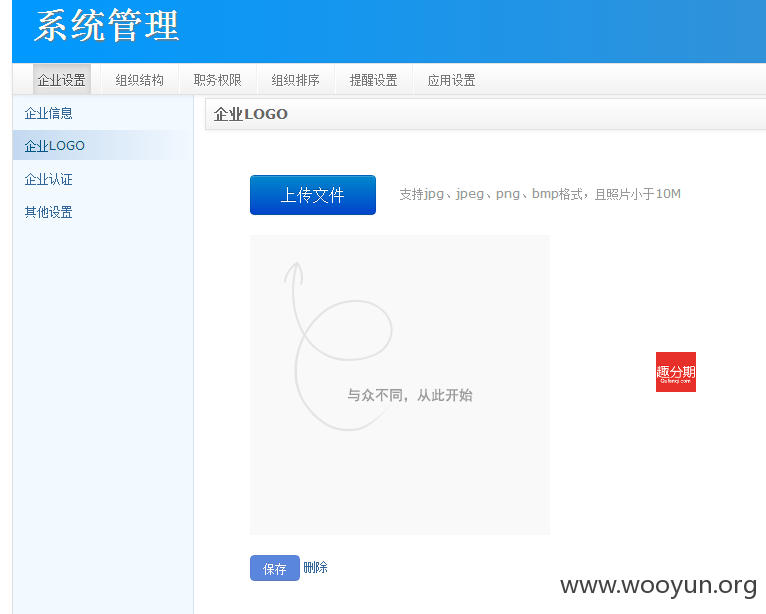 系统管理
企业设置 组织结构 职务权限 组织排序 提醒设置 应用设置
企业信息
企业LOGO
企业认证
其他设置
企业LOGO
上传文件 支持jpg、jpeg、png、bmp格式，且照片小于10M
与众不同，从此开始
趣分期
Qufenqi.com
保存 删除
www.wooyun.org